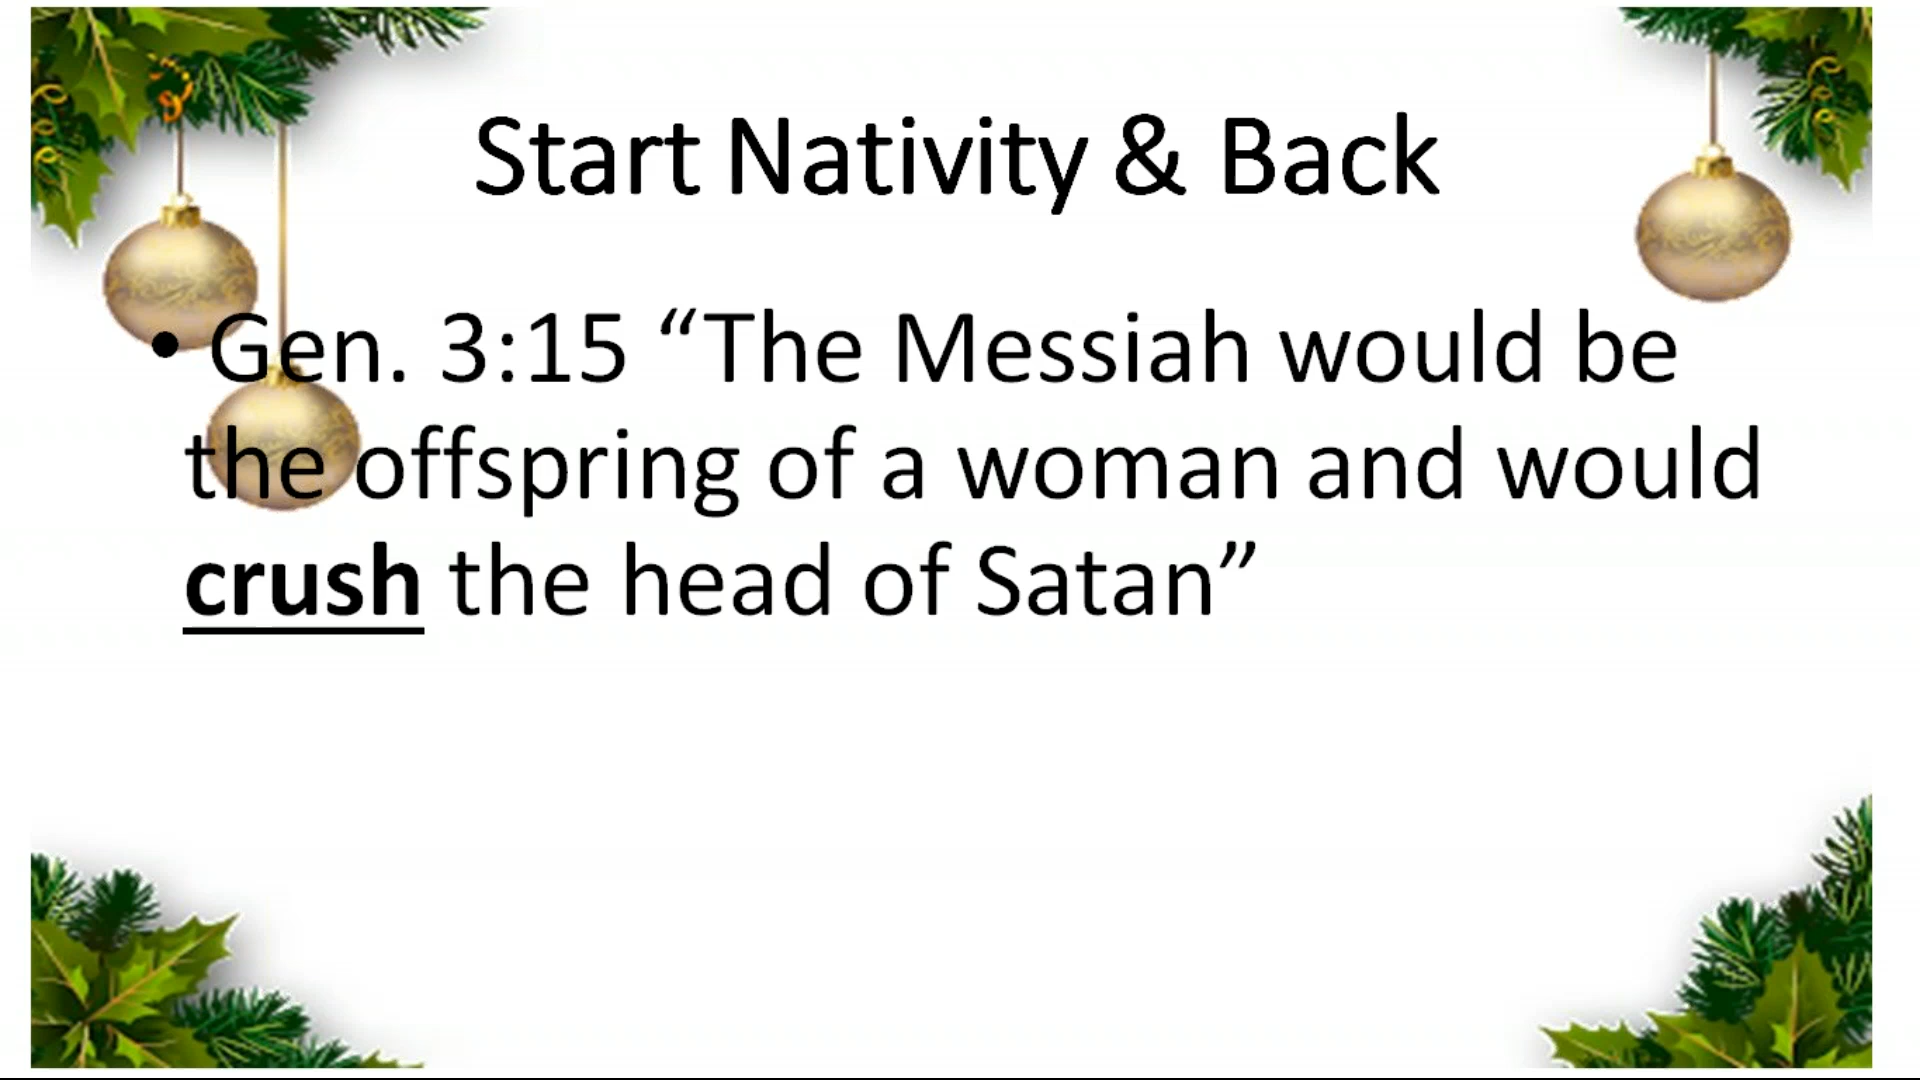 Start Nativity & Back
• Gen. 3:15 “The Messiah would be
the offspring of a woman and would
crush the head of Satan”